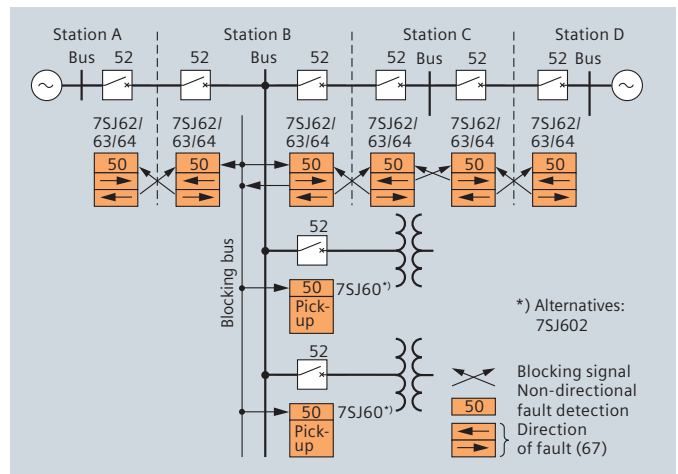 Station A
Station B
Station C
Station D
Bus
52
52
Bus
52
52
Bus
52
52
Bus
7SJ62/
63/64
7SJ62/
63/64
7SJ62/
63/64
7SJ62/
63/64
7SJ62/
63/64
7SJ62/
63/64
50
50
50
50
50
50
Blocking bus
52
50
Pick-
up
7SJ60*)
*) Alternatives:
7SJ602
52
50
Pick-
up
7SJ60*)
Blocking signal
Non-directional
50
fault detection
Direction
of fault (67)